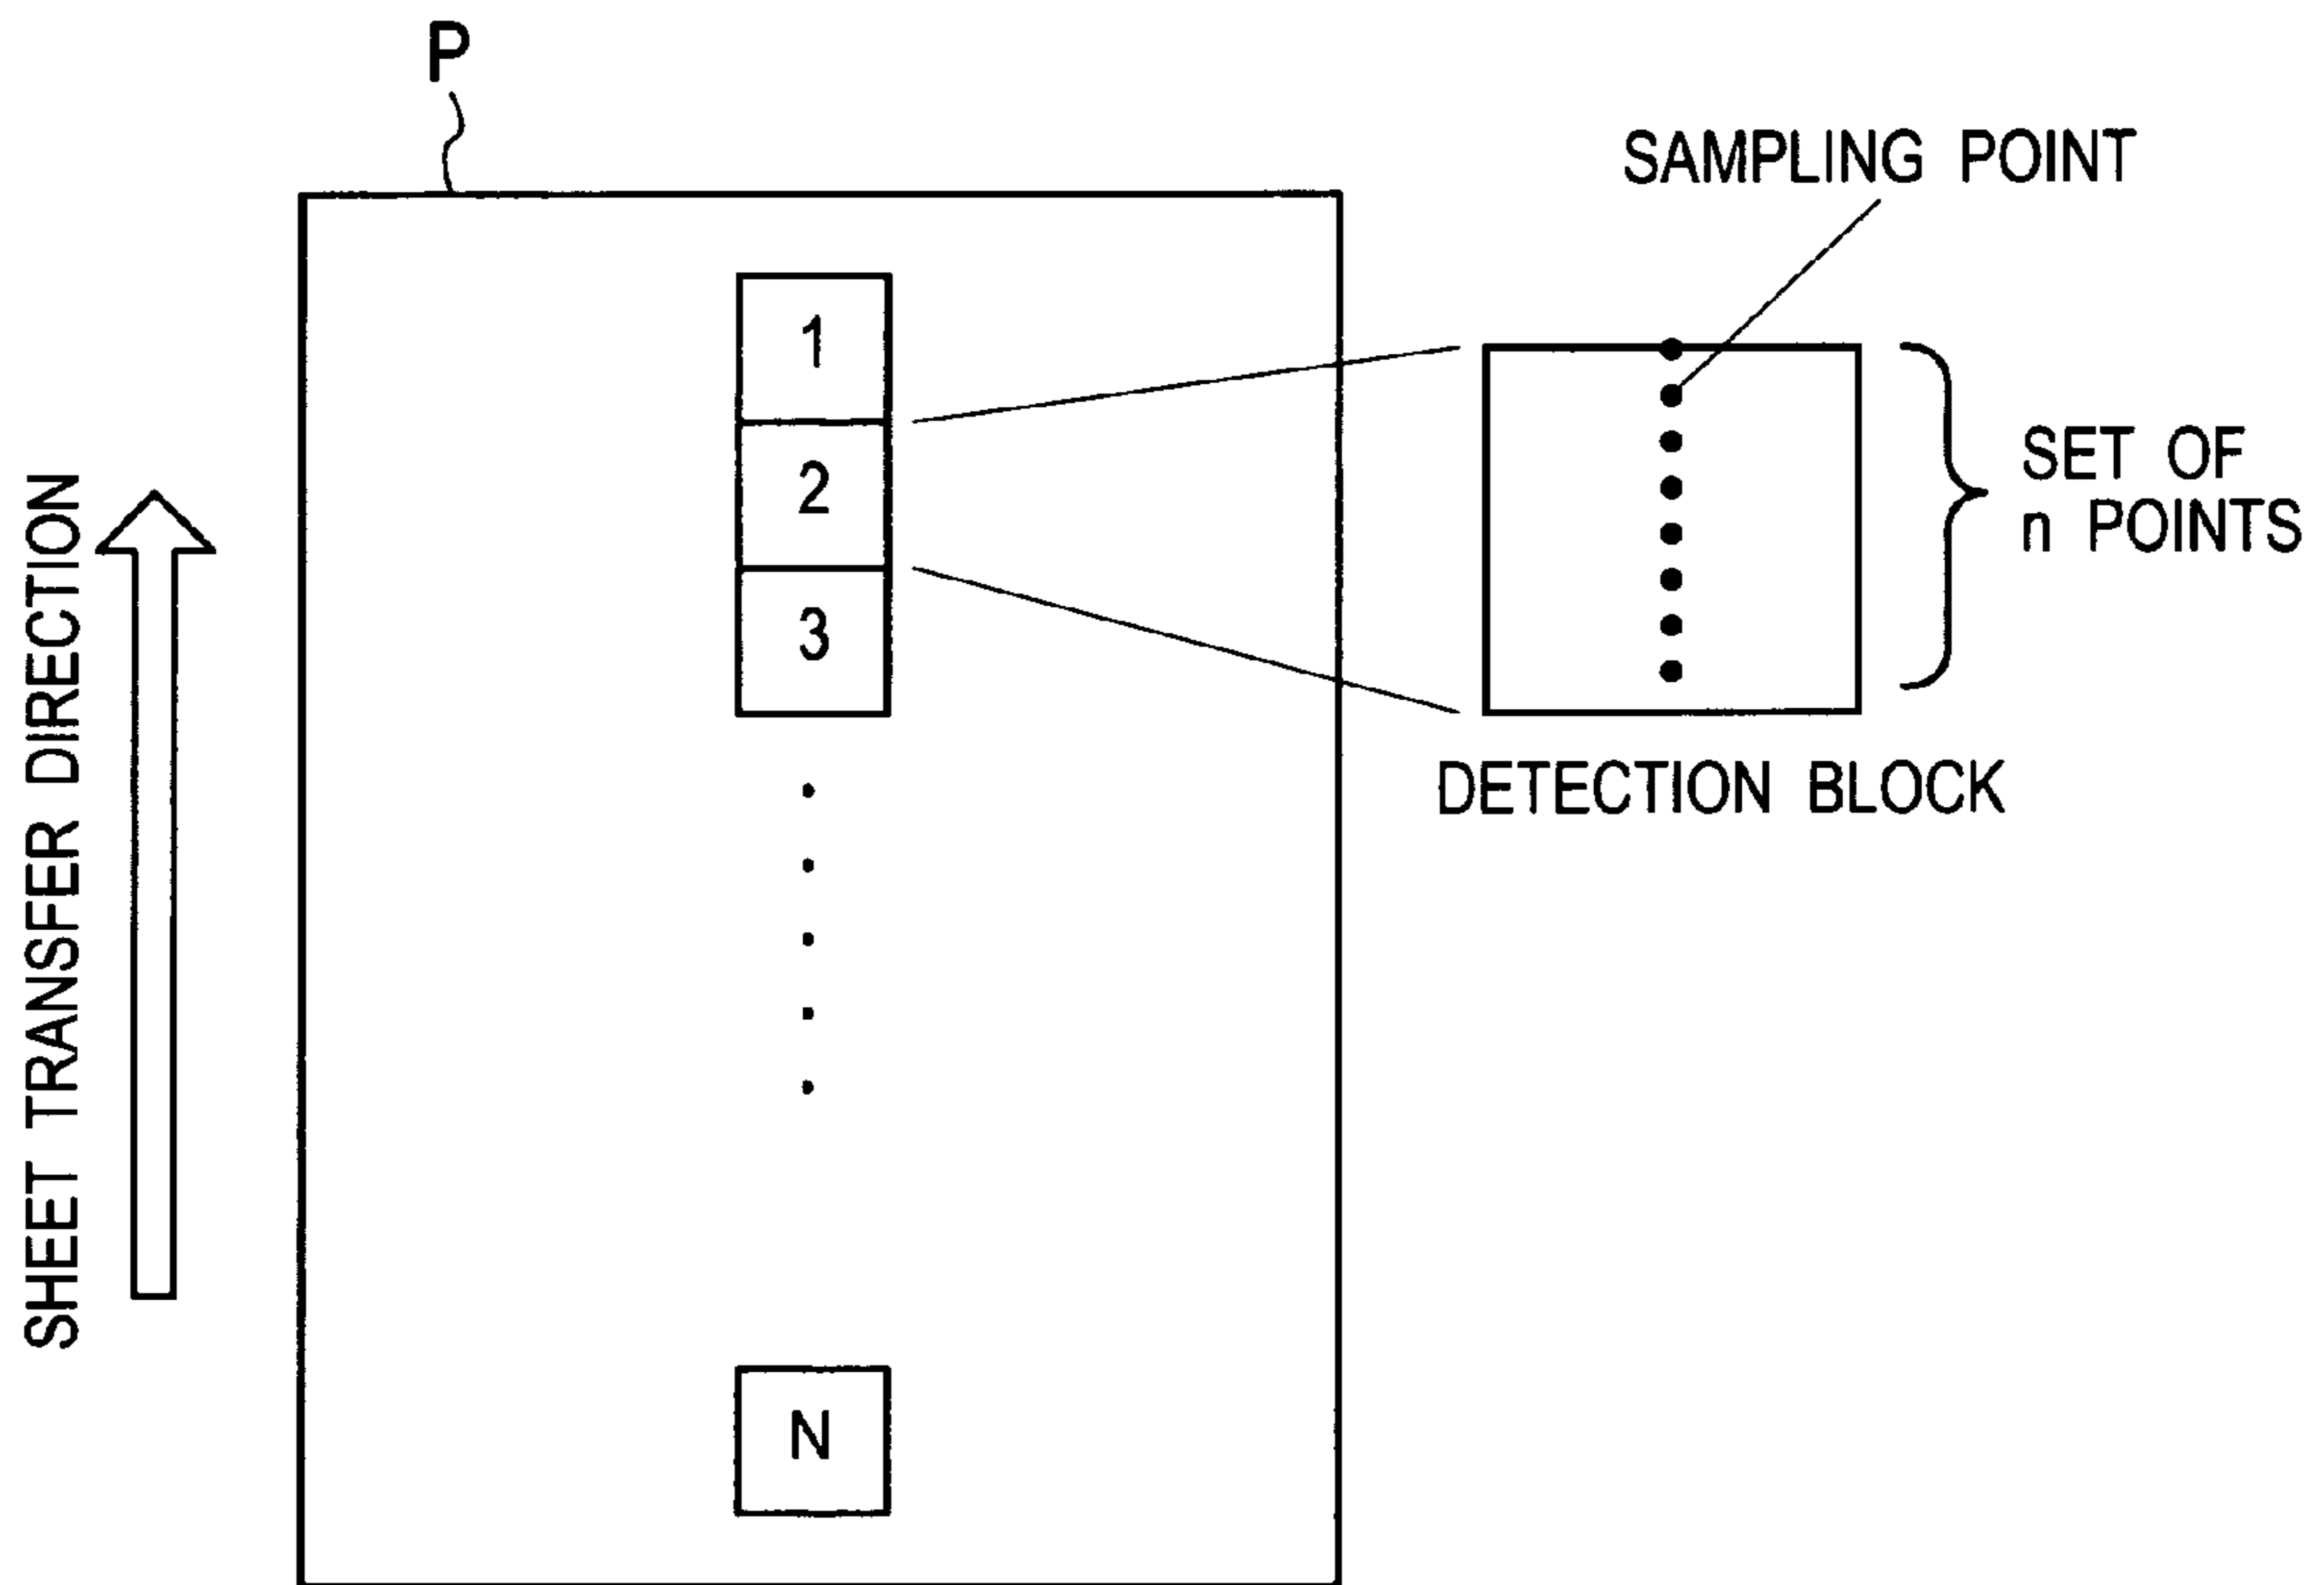 P
SAMPLING POINT
1
2
3
SET OF
n POINTS
DETECTION BLOCK
SHEET TRANSFER DIRECTION
N